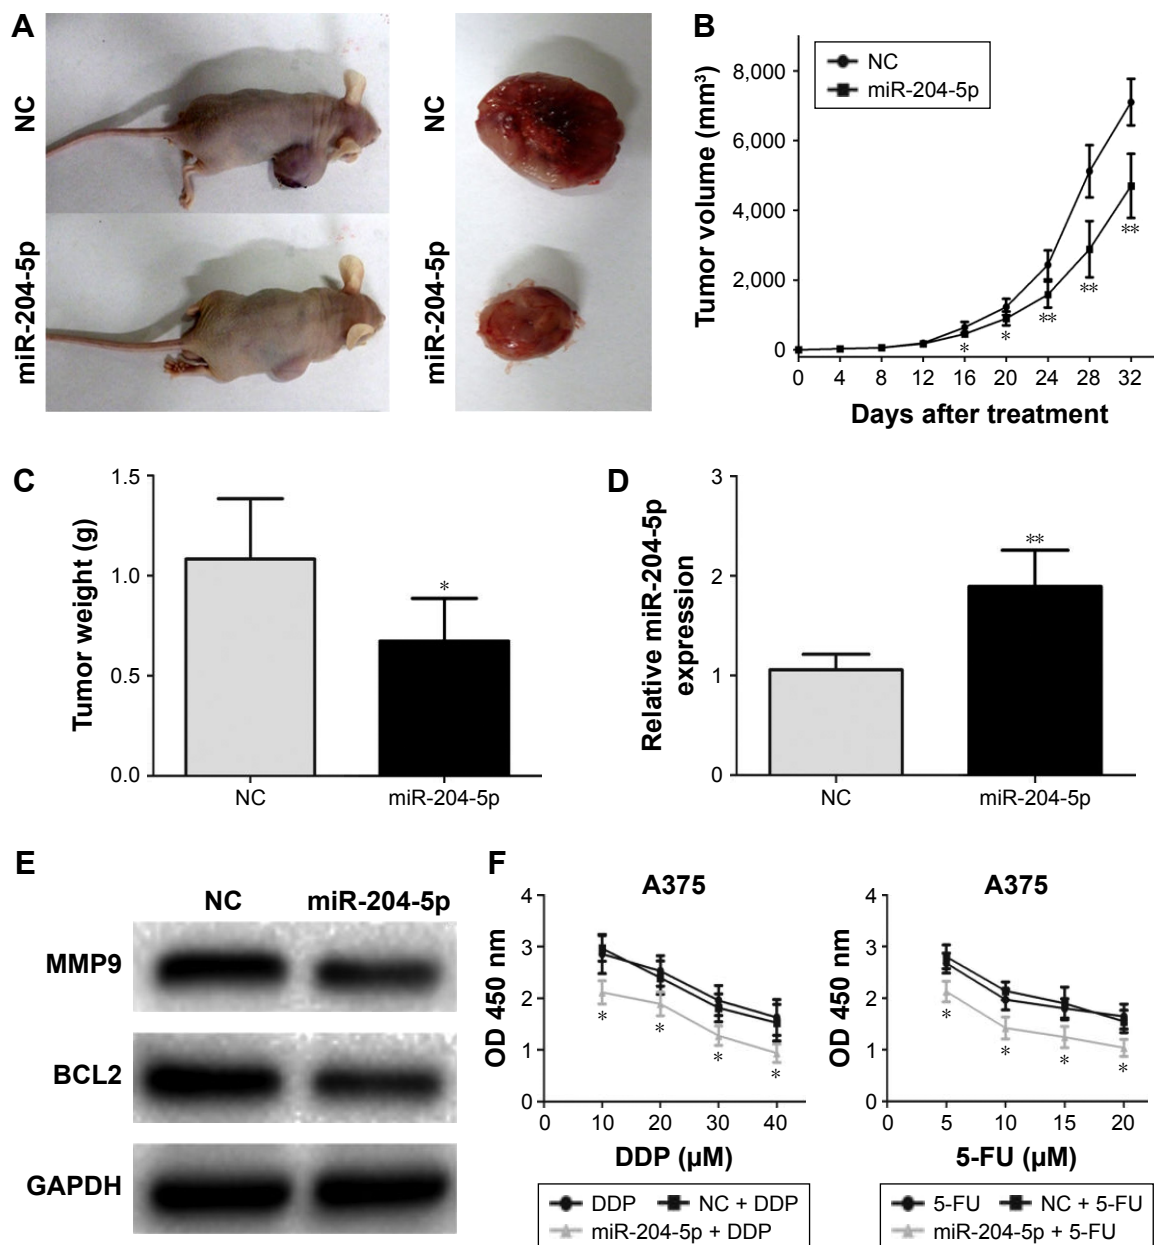 A
NC
miR-204-5p
NC
miR-204-5p
B
Tumor volume (mm³)
8,000
6,000
4,000
2,000
0
NC
miR-204-5p
*
*
**
**
**
0 4 8 12 16 20 24 28 32
Days after treatment
C
Tumor weight (g)
1.5
1.0
0.5
0.0
*
NC miR-204-5p
D
Relative miR-204-5p
expression
3
2
1
0
**
NC miR-204-5p
E
NC miR-204-5p
MMP9
BCL2
GAPDH
F
A375
OD 450 nm
4
3
2
1
0
* * * *
0 10 20 30 40
DDP (μM)
DDP NC + DDP
miR-204-5p + DDP
A375
OD 450 nm
4
3
2
1
0
* * * *
0 5 10 15 20
5-FU (μM)
5-FU NC + 5-FU
miR-204-5p + 5-FU